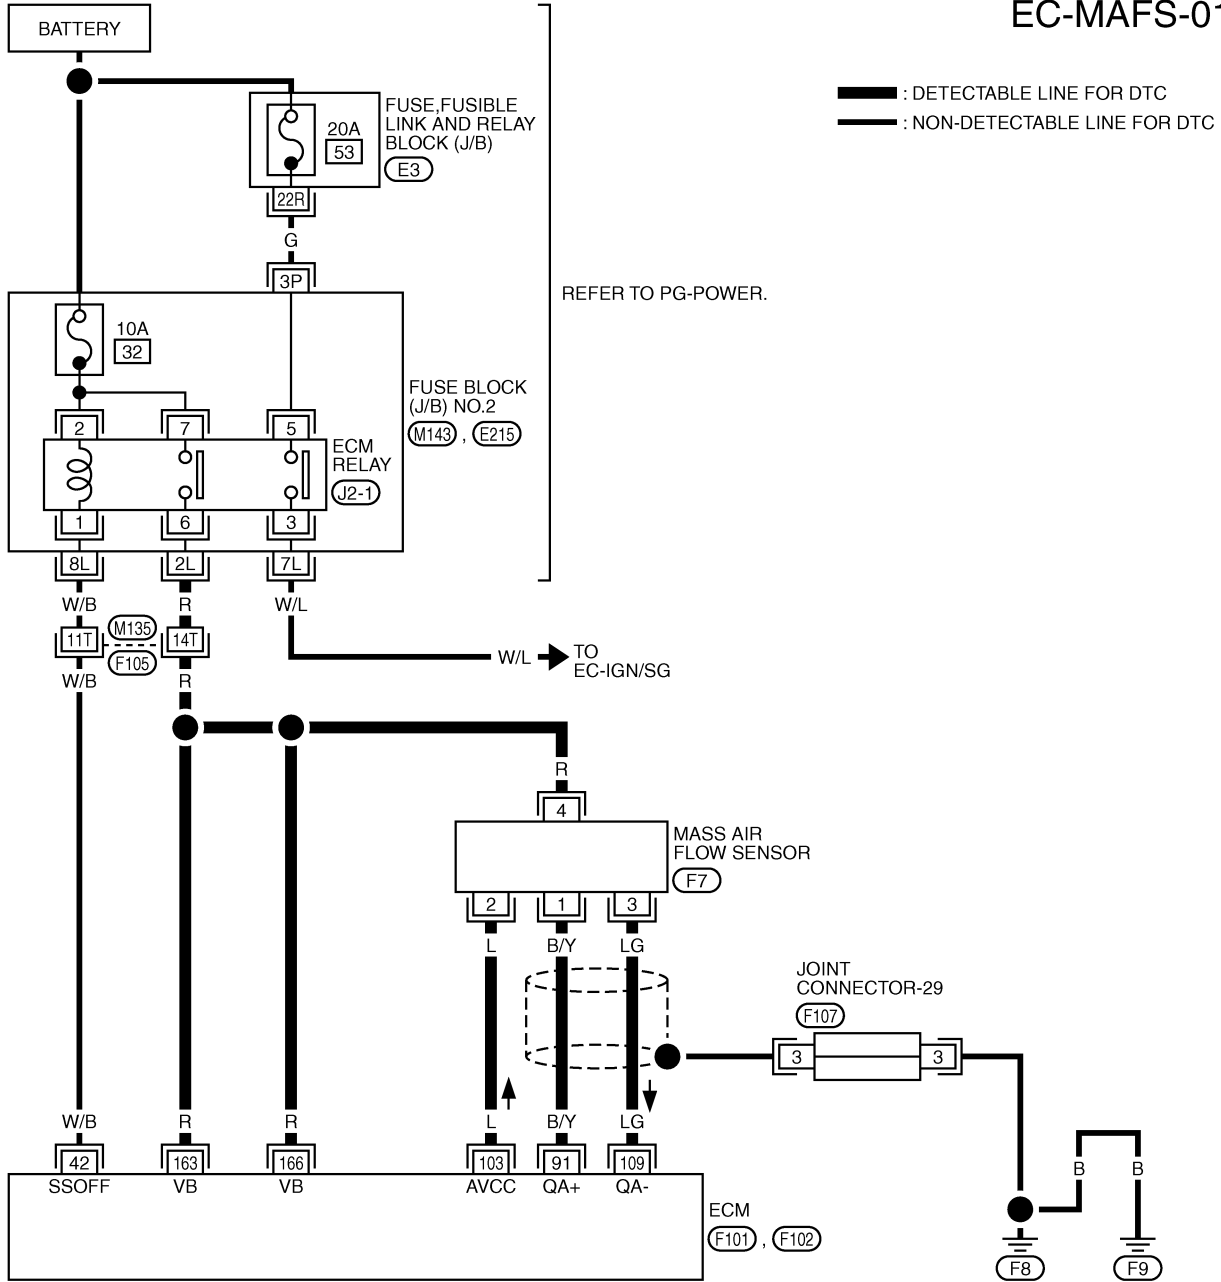 EC-MAFS-01
BATTERY
: DETECTABLE LINE FOR DTC
: NON-DETECTABLE LINE FOR DTC
FUSE,FUSIBLE
LINK AND RELAY
BLOCK (J/B)
E3
20A
53
22R
G
3P
REFER TO PG-POWER.
10A
32
FUSE BLOCK
(J/B) NO.2
M143 , E215
2 7 5
ECM
RELAY
J2-1
1 6 3
8L 2L 7L
W/B R W/L
11T M135 14T
F105
W/B R
W/L TO
EC-IGN/SG
R
4
MASS AIR
FLOW SENSOR
F7
2 1 3
L B/Y LG
JOINT
CONNECTOR-29
F107
3 3
W/B R R L B/Y LG
B B
42 163 166 103 91 109
SSOFF VB VB AVCC QA+ QA-
ECM
F101 , F102
F8 F9